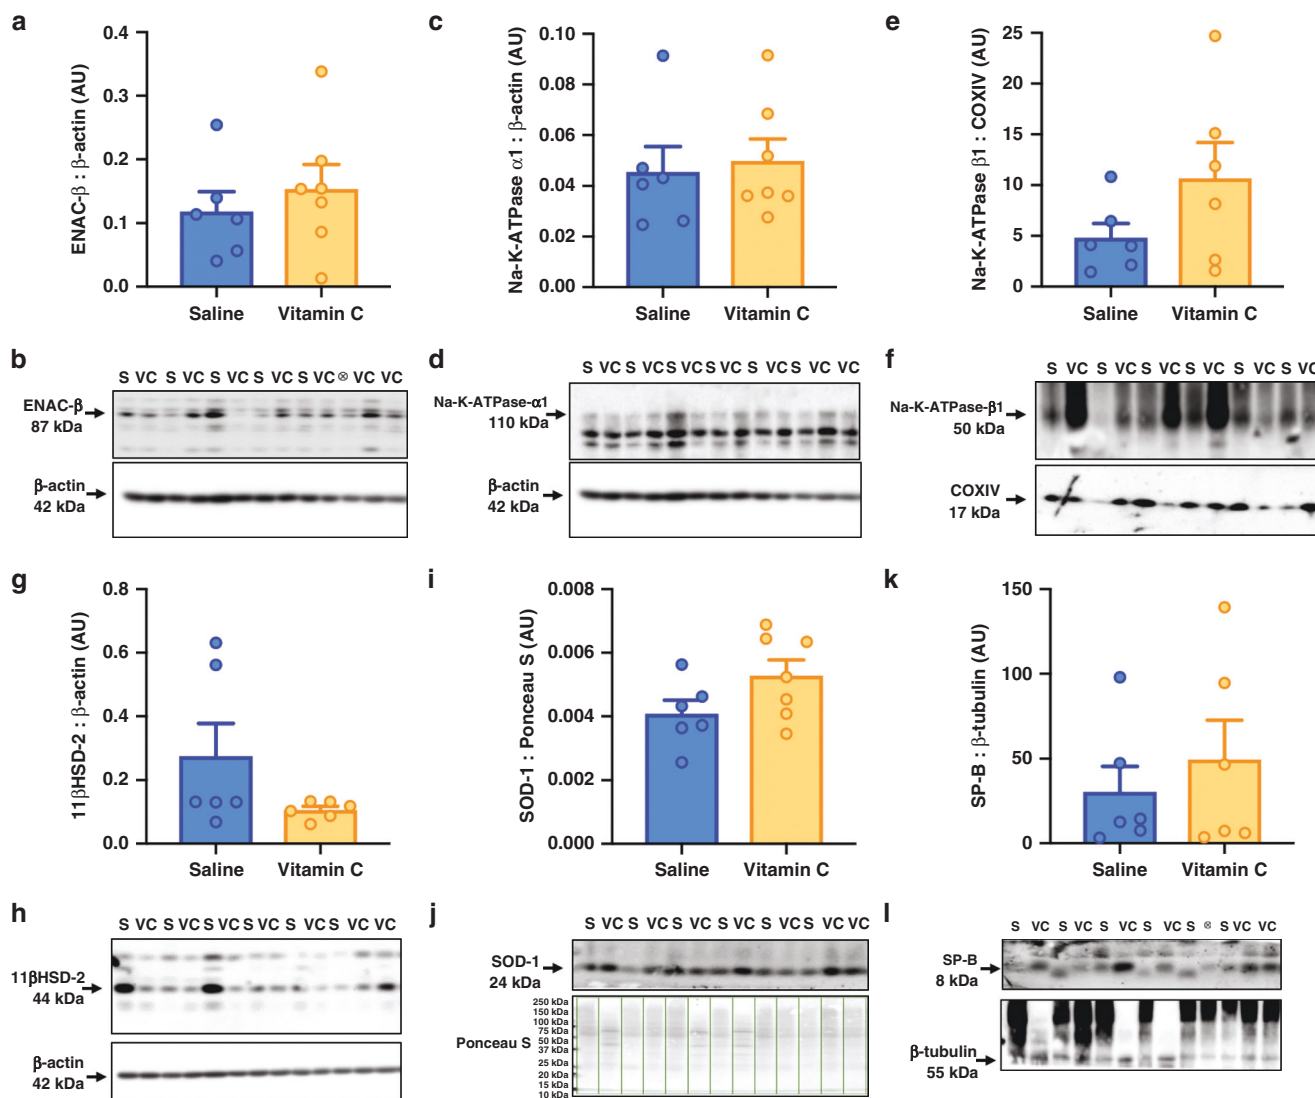 a
ENAC-β : β-actin (AU)
0.4
0.3
0.2
0.1
0.0
Saline Vitamin C
c
Na-K-ATPase α1 : β-actin (AU)
0.10
0.08
0.06
0.04
0.02
0.00
Saline Vitamin C
e
Na-K-ATPase β1 : COXIV (AU)
25
20
15
10
5
0
Saline Vitamin C
b
S VC S VC S VC S VC S VC ⊗ VC VC
ENAC-β
87 kDa
β-actin
42 kDa
d
S VC S VC S VC S VC S VC S VC VC
Na-K-ATPase-α1
110 kDa
β-actin
42 kDa
f
S VC S VC S VC S VC S VC S VC
Na-K-ATPase-β1
50 kDa
COXIV
17 kDa
g
11βHSD-2 : β-actin (AU)
0.8
0.6
0.4
0.2
0.0
Saline Vitamin C
i
SOD-1 : Ponceau S (AU)
0.008
0.006
0.004
0.002
0.000
Saline Vitamin C
k
SP-B : β-tubulin (AU)
150
100
50
0
Saline Vitamin C
h
S VC S VC S VC S VC S VC S VC VC
11βHSD-2
44 kDa
β-actin
42 kDa
j
S VC S VC S VC S VC S VC S VC VC
SOD-1
24 kDa
Ponceau S
250 kDa
150 kDa
100 kDa
75 kDa
50 kDa
37 kDa
25 kDa
20 kDa
15 kDa
10 kDa
l
S VC S VC S VC S VC S ⊗ S VC VC
SP-B
8 kDa
β-tubulin
55 kDa